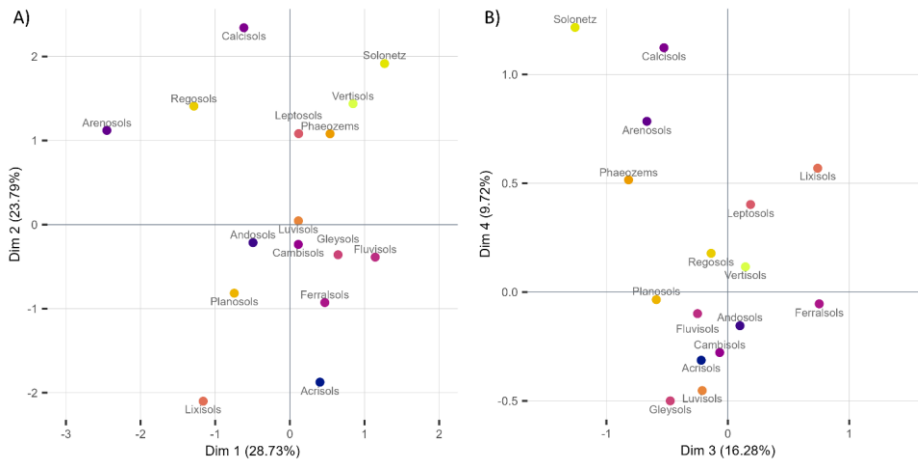 A)
Calcisols
Solonetz
2
Vertisols
Regosols
Leptosols
Phaeozems
Arenosols
1
Dim 2 (23.79%)
0
Luvisols
Andosols
Gleysols
Cambisols
Fluvisols
Planosols
Ferralsols
-1
Acrisols
-2
Lixisols
-3 -2 -1 0 1 2
Dim 1 (28.73%)
B)
Solonetz
Calcisols
1.0
Arenosols
Phaeozems
Lixisols
0.5
Leptosols
Dim 4 (9.72%)
Regosols
Vertisols
Planosols
0.0
Ferralsols
Andosols
Fluvisols
Cambisols
Acrisols
Luvisols
-0.5
Gleysols
-1 0 1
Dim 3 (16.28%)